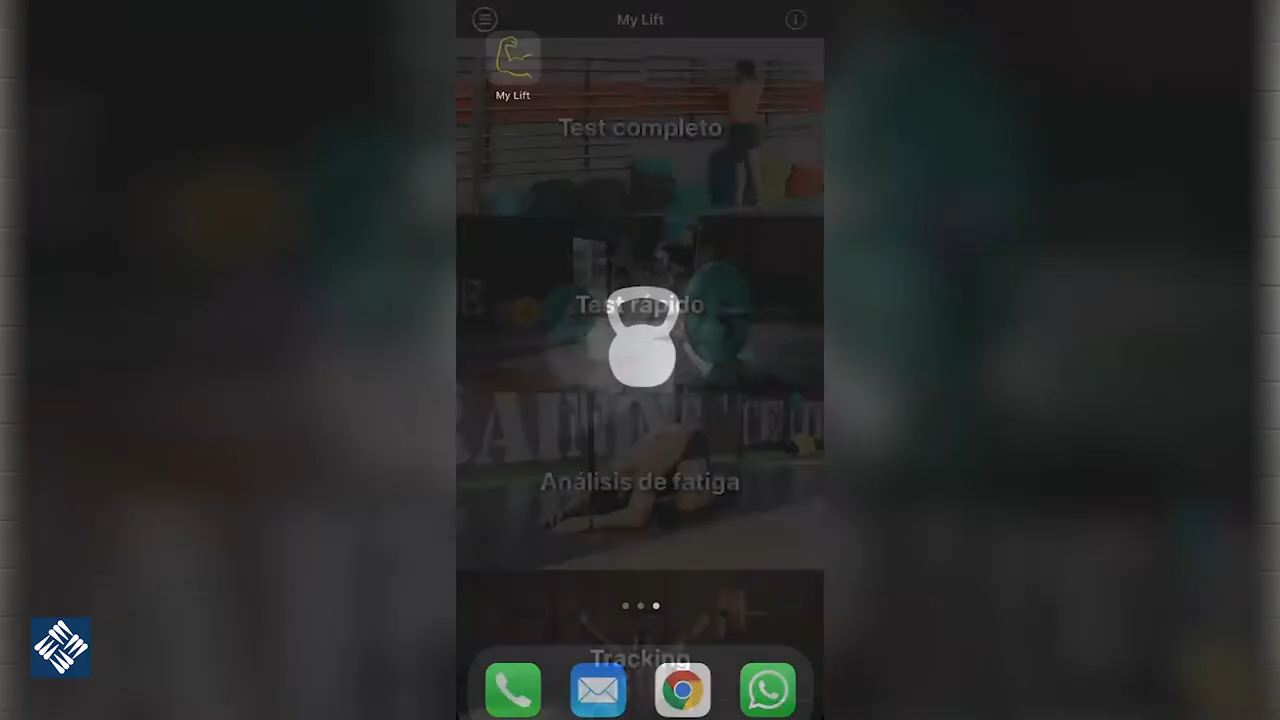 My Lift
My Lift
Test completo
Test rápido
Análisis de fatiga
Tracking